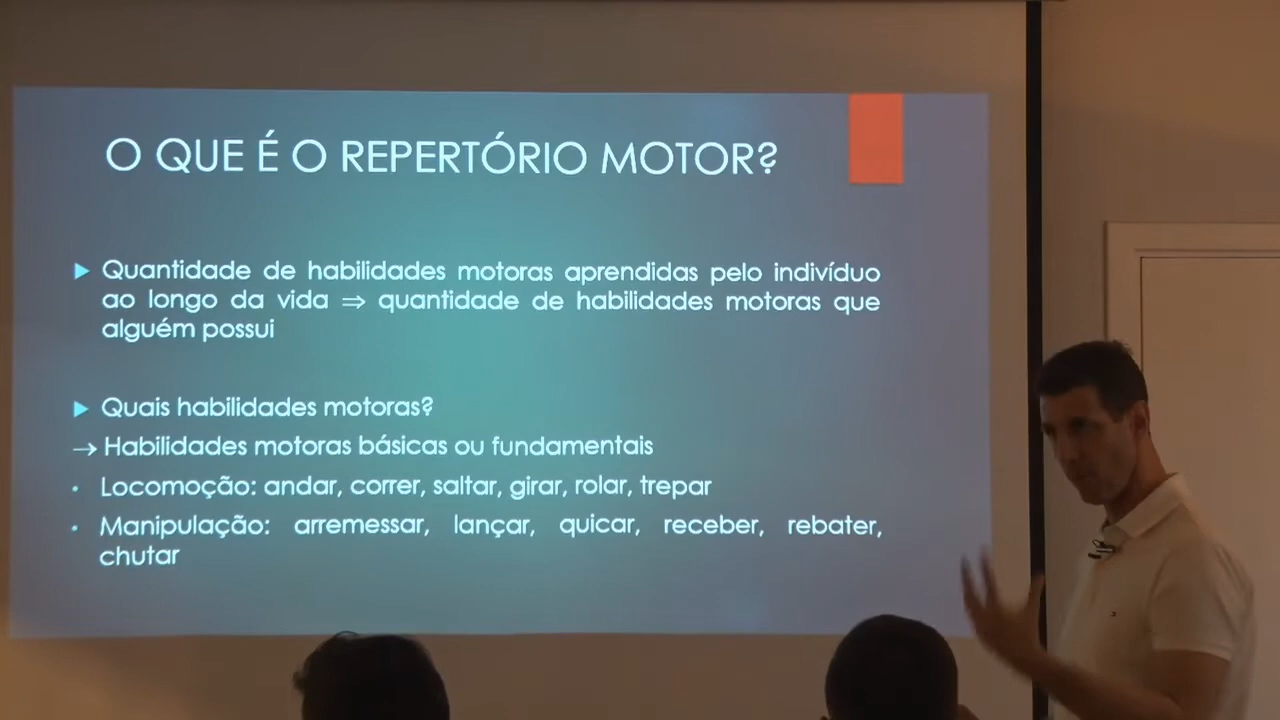 O QUE É O REPERTÓRIO MOTOR?
Quantidade de habilidades motoras aprendidas pelo indivíduo
ao longo da vida ⇒ quantidade de habilidades motoras que
alguém possui
Quais habilidades motoras?
→ Habilidades motoras básicas ou fundamentais
• Locomoção: andar, correr, saltar, girar, rolar, trepar
• Manipulação: arremessar, lançar, quicar, receber, rebater,
chutar